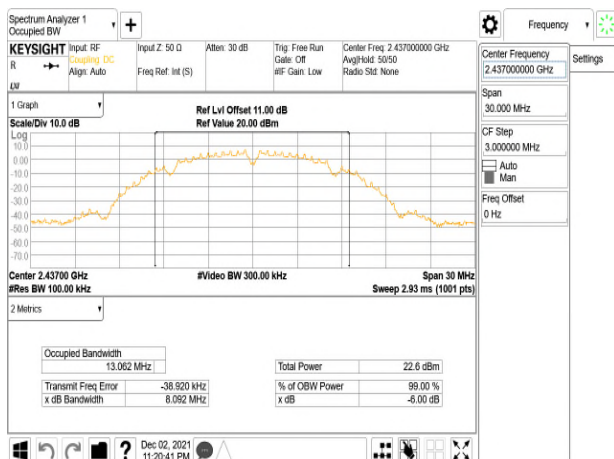 Spectrum Analyzer 1
Occupied BW
+
Frequency
KEYSIGHT
R
LXI
Input: RF
Coupling: DC
Align: Auto
Input Z: 50 Ω
Freq Ref: Int (S)
Atten: 30 dB
Trig: Free Run
Gate: Off
#IF Gain: Low
Center Freq: 2.437000000 GHz
Avg|Hold: 50/50
Radio Std: None
Center Frequency
2.437000000 GHz
Settings
Span
30.000 MHz
CF Step
3.000000 MHz
Auto
Man
Freq Offset
0 Hz
1 Graph
Scale/Div 10.0 dB
Ref Lvl Offset 11.00 dB
Ref Value 20.00 dBm
Log
10.0
0.00
-10.0
-20.0
-30.0
-40.0
-50.0
-60.0
-70.0
Center 2.43700 GHz
#Res BW 100.00 kHz
#Video BW 300.00 kHz
Span 30 MHz
Sweep 2.93 ms (1001 pts)
2 Metrics
Occupied Bandwidth
13.062 MHz
Total Power 22.6 dBm
Transmit Freq Error -38.920 kHz
% of OBW Power 99.00 %
x dB Bandwidth 8.092 MHz
x dB -6.00 dB
?
Dec 02, 2021
11:20:41 PM